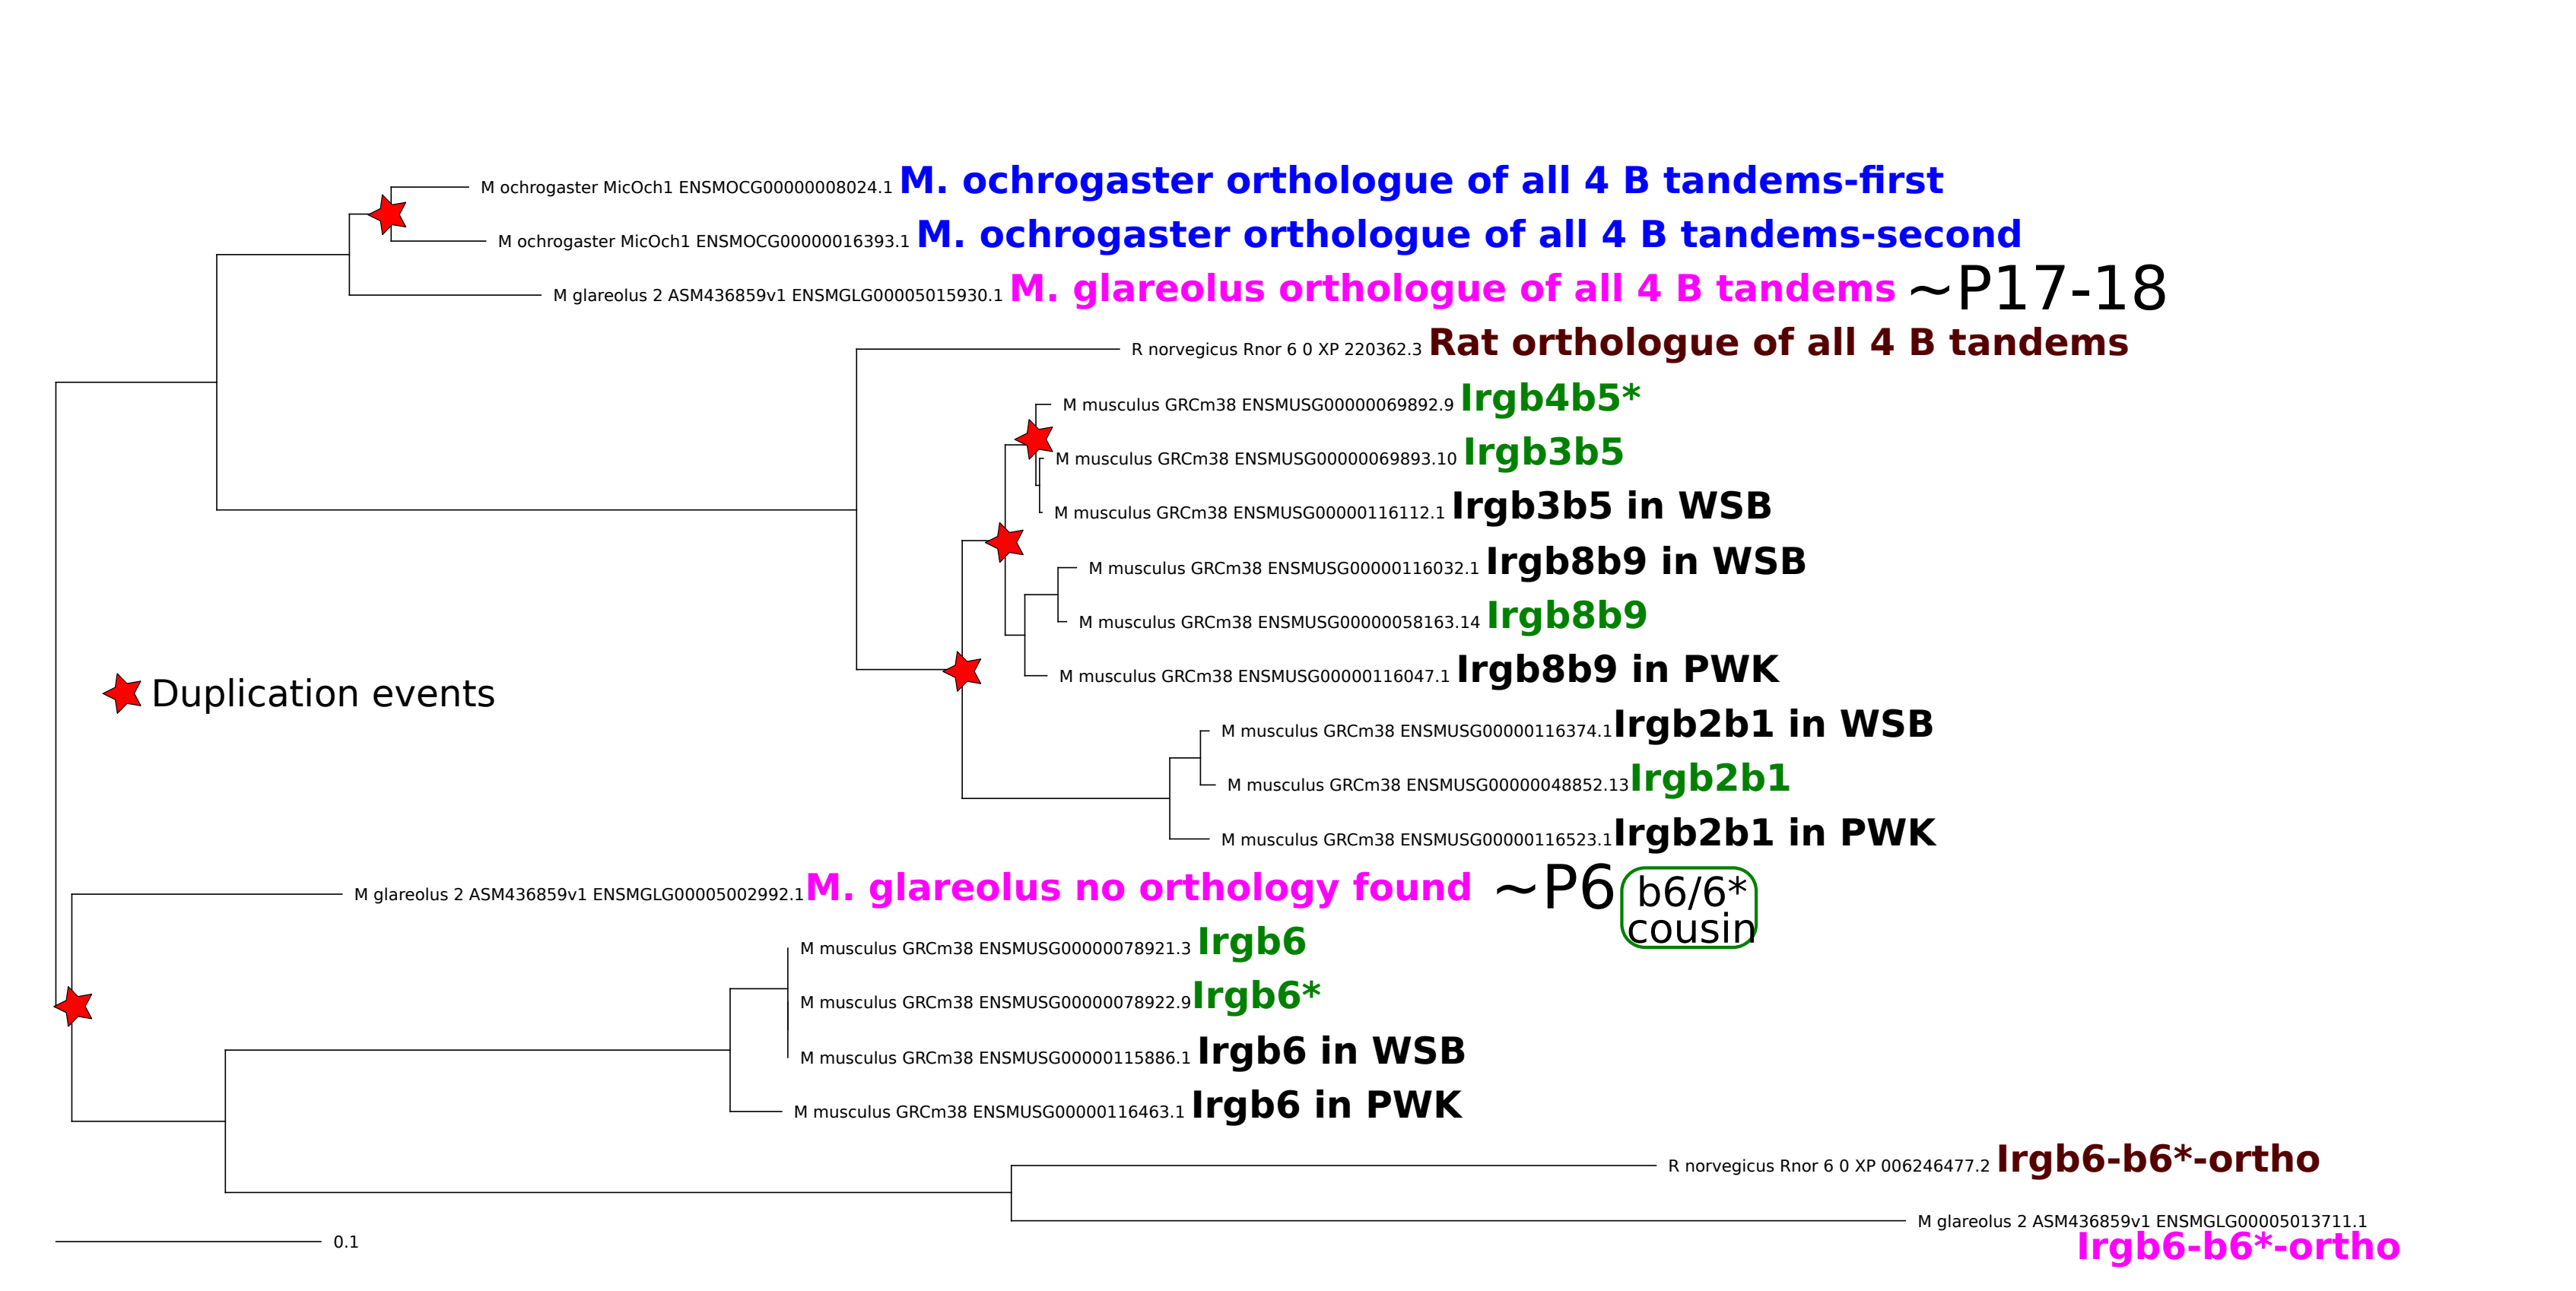 M ochrogaster MicOch1 ENSMOCG00000008024.1 M. ochrogaster orthologue of all 4 B tandems-first
M ochrogaster MicOch1 ENSMOCG00000016393.1 M. ochrogaster orthologue of all 4 B tandems-second
M glareolus 2 ASM436859v1 ENSMGLG00005015930.1 M. glareolus orthologue of all 4 B tandems ~P17-18
R norvegicus Rnor 6 0 XP 220362.3 Rat orthologue of all 4 B tandems
M musculus GRCm38 ENSMUSG00000069892.9 Irgb4b5*
M musculus GRCm38 ENSMUSG00000069893.10 Irgb3b5
M musculus GRCm38 ENSMUSG00000116112.1 Irgb3b5 in WSB
M musculus GRCm38 ENSMUSG00000116032.1 Irgb8b9 in WSB
M musculus GRCm38 ENSMUSG00000058163.14 Irgb8b9
M musculus GRCm38 ENSMUSG00000116047.1 Irgb8b9 in PWK
Duplication events
M musculus GRCm38 ENSMUSG00000116374.1 Irgb2b1 in WSB
M musculus GRCm38 ENSMUSG00000048852.13 Irgb2b1
M musculus GRCm38 ENSMUSG00000116523.1 Irgb2b1 in PWK
M glareolus 2 ASM436859v1 ENSMGLG00005002992.1 M. glareolus no orthology found ~P6
b6/6*
cousin
M musculus GRCm38 ENSMUSG00000078921.3 Irgb6
M musculus GRCm38 ENSMUSG00000078922.9 Irgb6*
M musculus GRCm38 ENSMUSG00000115886.1 Irgb6 in WSB
M musculus GRCm38 ENSMUSG00000116463.1 Irgb6 in PWK
R norvegicus Rnor 6 0 XP 006246477.2 Irgb6-b6*-ortho
M glareolus 2 ASM436859v1 ENSMGLG00005013711.1
Irgb6-b6*-ortho
0.1